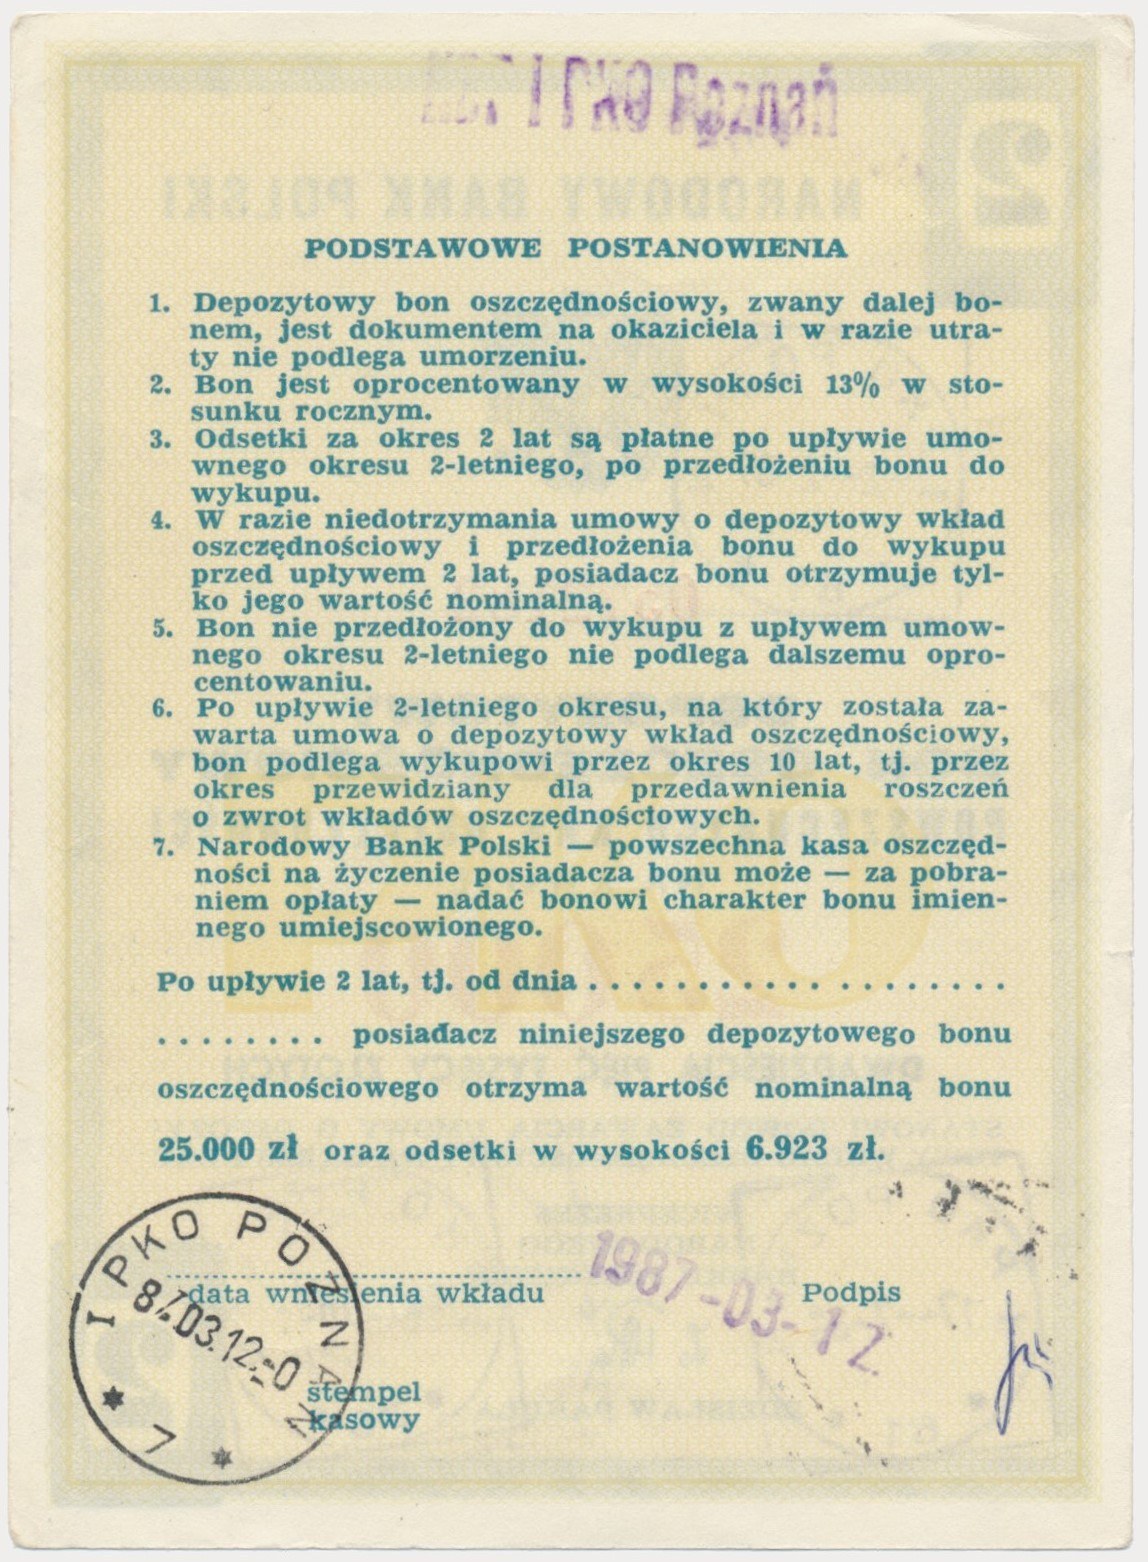 I PKO Poznań
NARODOWY BANK POLSKI
PODSTAWOWE POSTANOWIENIA
1. Depozytowy bon oszczędnościowy, zwany dalej bo-
nem, jest dokumentem na okaziciela i w razie utra-
ty nie podlega umorzeniu.
2. Bon jest oprocentowany w wysokości 13% w sto-
sunku rocznym.
3. Odsetki za okres 2 lat są płatne po upływie umo-
wnego okresu 2-letniego, po przedłożeniu bonu do
wykupu.
4. W razie niedotrzymania umowy o depozytowy wkład
oszczędnościowy i przedłożenia bonu do wykupu
przed upływem 2 lat, posiadacz bonu otrzymuje tyl-
ko jego wartość nominalną.
5. Bon nie przedłożony do wykupu z upływem umow-
nego okresu 2-letniego nie podlega dalszemu opro-
centowaniu.
6. Po upływie 2-letniego okresu, na który została za-
warta umowa o depozytowy wkład oszczędnościowy,
bon podlega wykupowi przez okres 10 lat, tj. przez
okres przewidziany dla przedawnienia roszczeń
o zwrot wkładów oszczędnościowych.
7. Narodowy Bank Polski — powszechna kasa oszczęd-
ności na życzenie posiadacza bonu może — za pobra-
niem opłaty — nadać bonowi charakter bonu imien-
nego umiejscowionego.
Po upływie 2 lat, tj. od dnia . . . . . . . . . . . . . . . . . . .
. . . . . . . . posiadacz niniejszego depozytowego bonu
oszczędnościowego otrzyma wartość nominalną bonu
25.000 zł oraz odsetki w wysokości 6.923 zł.
I PKO POZNAŃ
87.03.12.-0
7
1987-03-12
data wniesienia wkładu
Podpis
stempel
kasowy